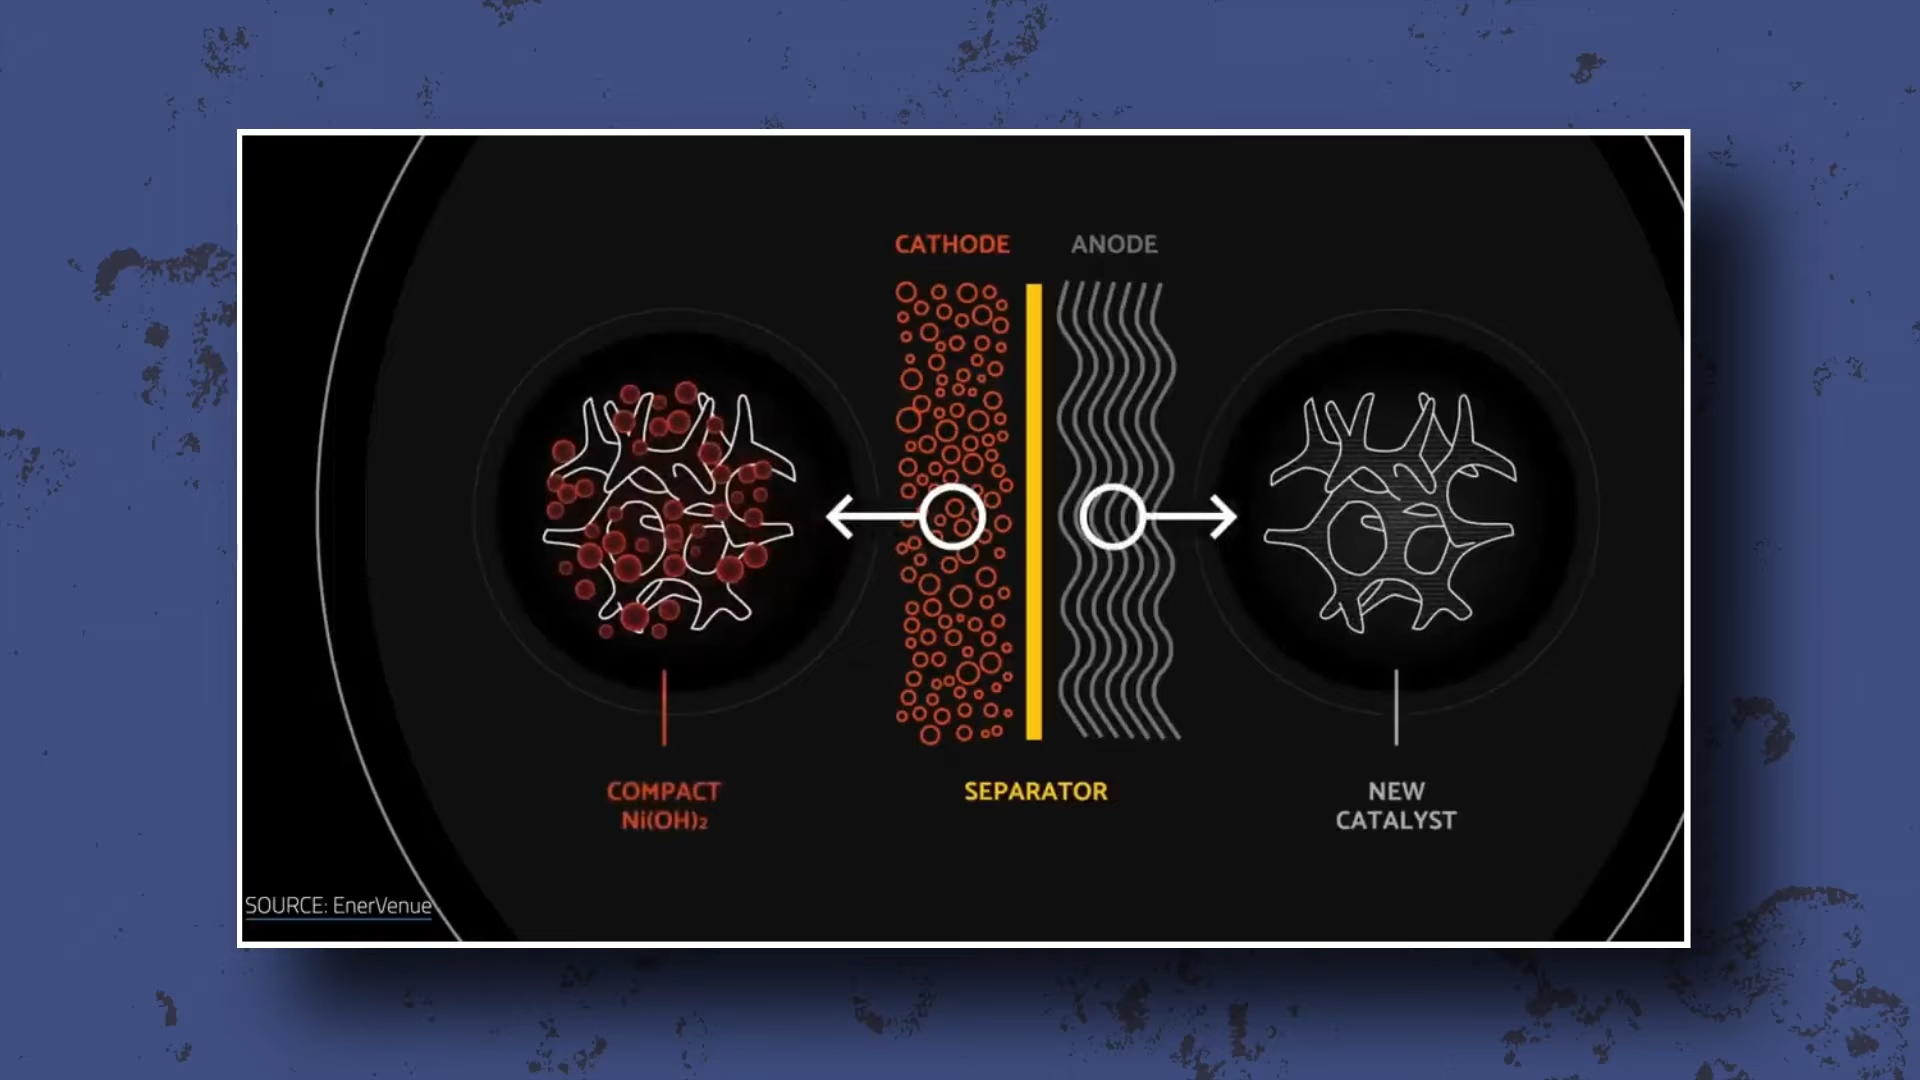 CATHODE
ANODE
COMPACT
Ni(OH)₂
SEPARATOR
NEW
CATALYST
SOURCE: EnerVenue